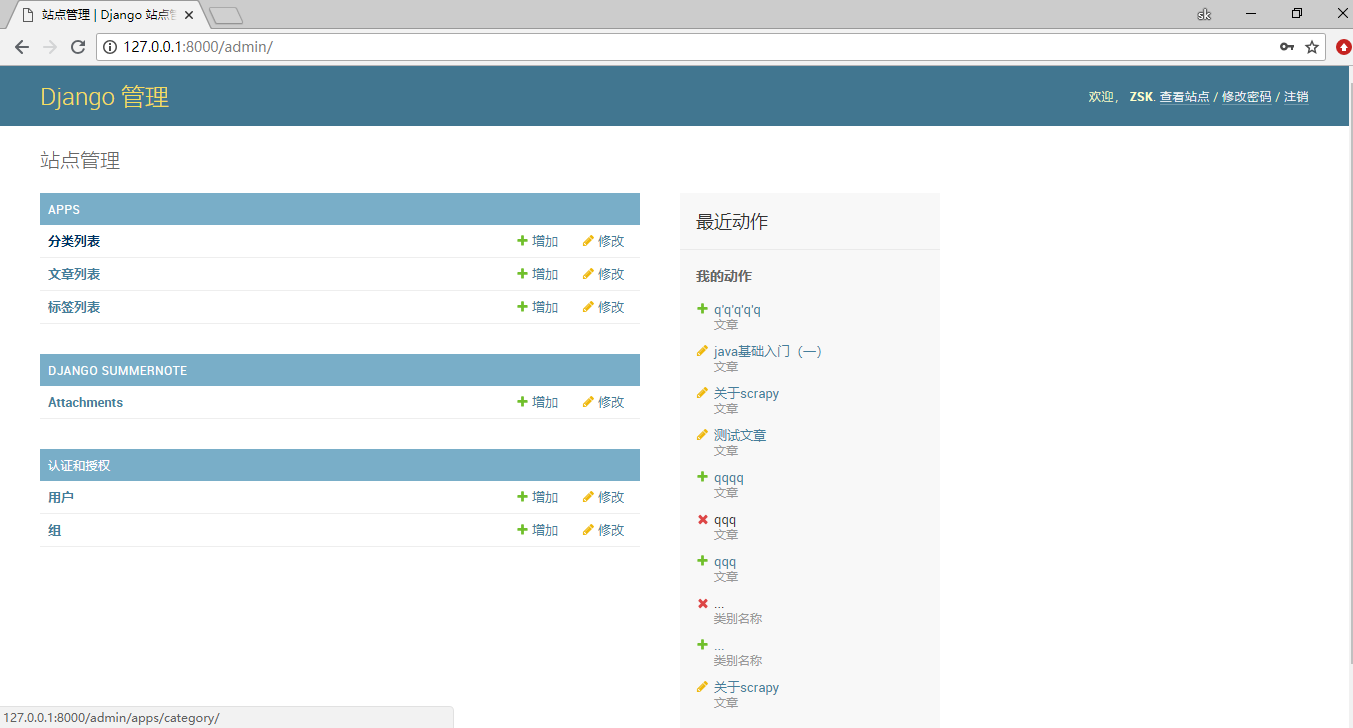 站点管理 | Django 站点
sk
127.0.0.1:8000/admin/
Django 管理
欢迎， ZSK. 查看站点 / 修改密码 / 注销
站点管理
APPS
分类列表 增加 修改
文章列表 增加 修改
标签列表 增加 修改
DJANGO SUMMERNOTE
Attachments 增加 修改
认证和授权
用户 增加 修改
组 增加 修改
最近动作
我的动作
q'q'q'q'q
文章
java基础入门（一）
文章
关于scrapy
文章
测试文章
文章
qqqq
文章
qqq
文章
qqq
文章
...
类别名称
...
类别名称
关于scrapy
文章
127.0.0.1:8000/admin/apps/category/